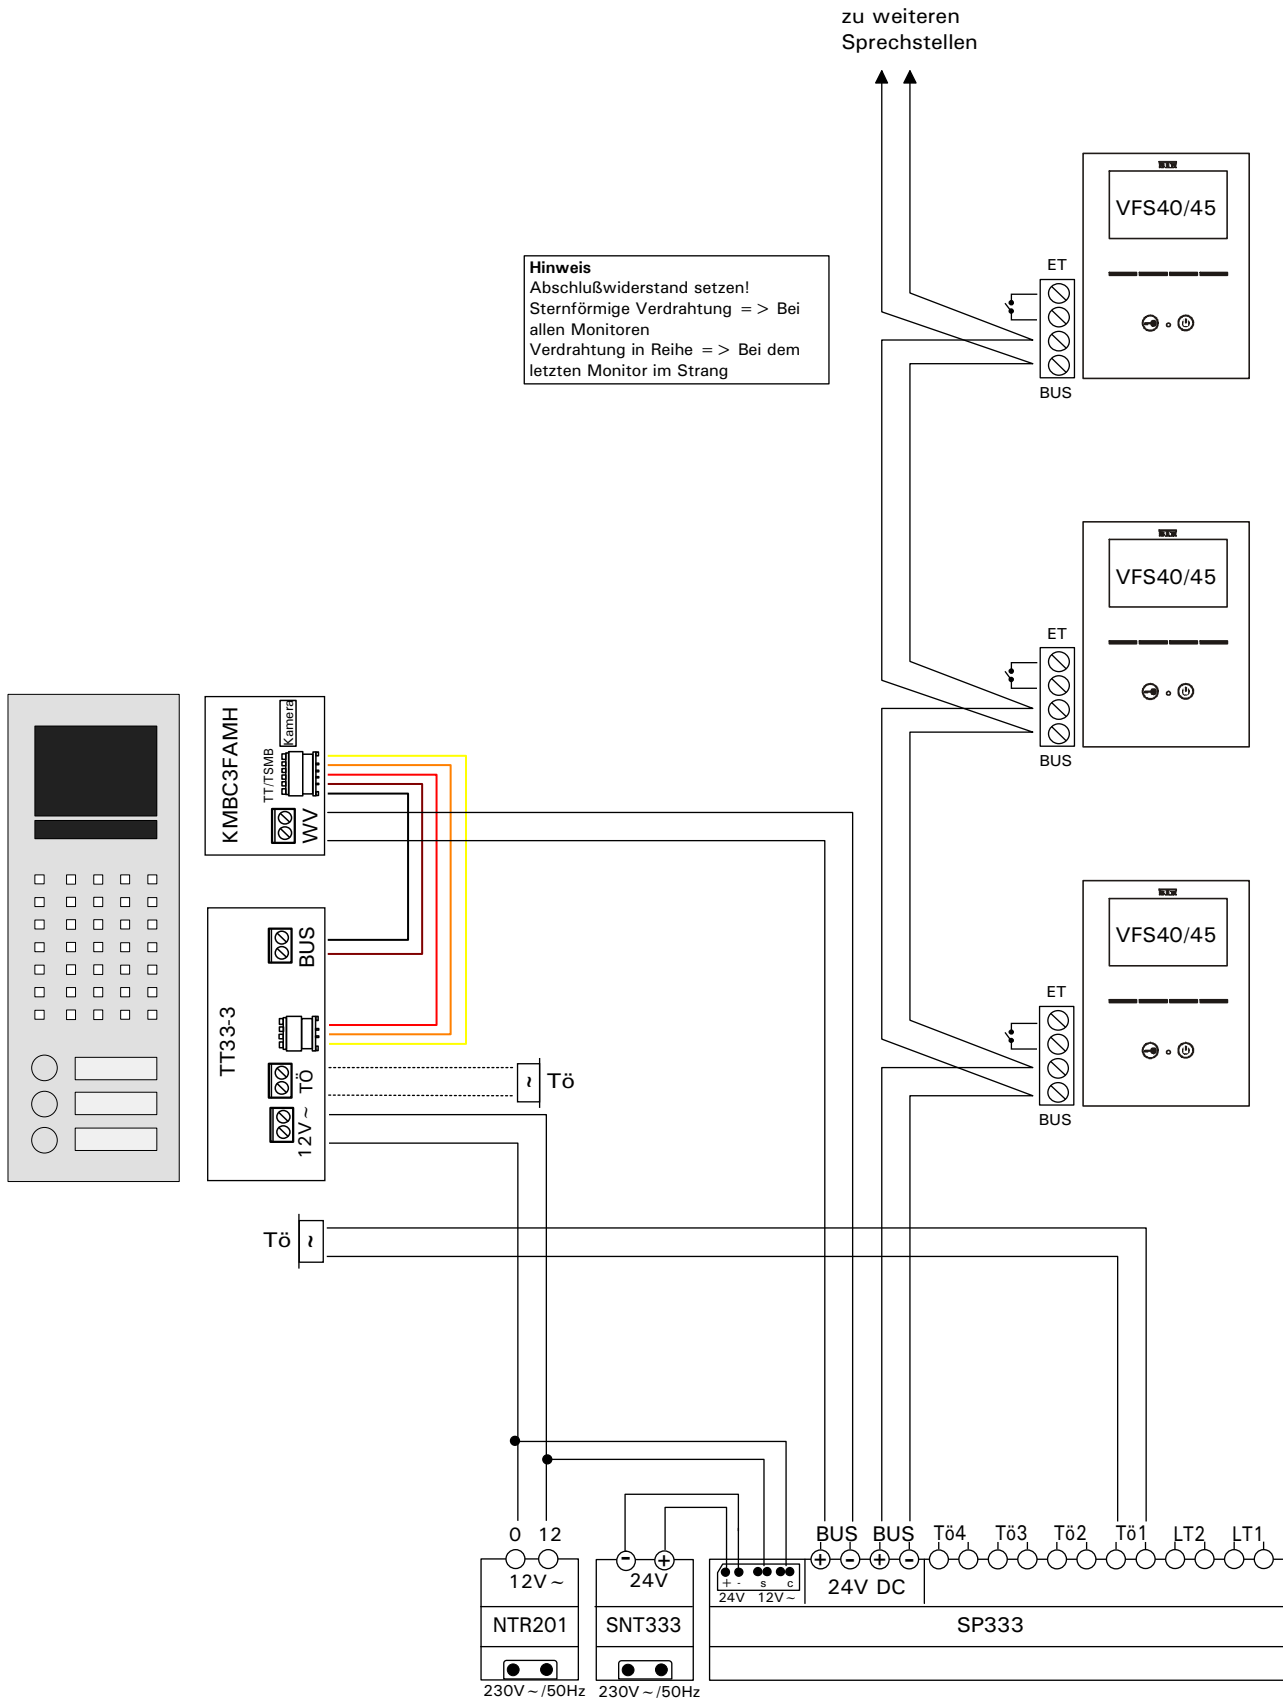 zu weiteren
Sprechstellen
VFS40/45
ET
BUS
Hinweis
Abschlußwiderstand setzen!
Sternförmige Verdrahtung => Bei
allen Monitoren
Verdrahtung in Reihe => Bei dem
letzten Monitor im Strang
VFS40/45
ET
BUS
KMBC3FAMH
Kamera
TT/TSMB
WV
VFS40/45
ET
BUS
TT33-3
BUS
TÖ
12V~
~ Tö
Tö ~
0 12
12V~
NTR201
230V~/50Hz
- +
24V
SNT333
230V~/50Hz
+ - s c
24V 12V~
BUS BUS Tö4 Tö3 Tö2 Tö1 LT2 LT1
+ - + -
24V DC
SP333